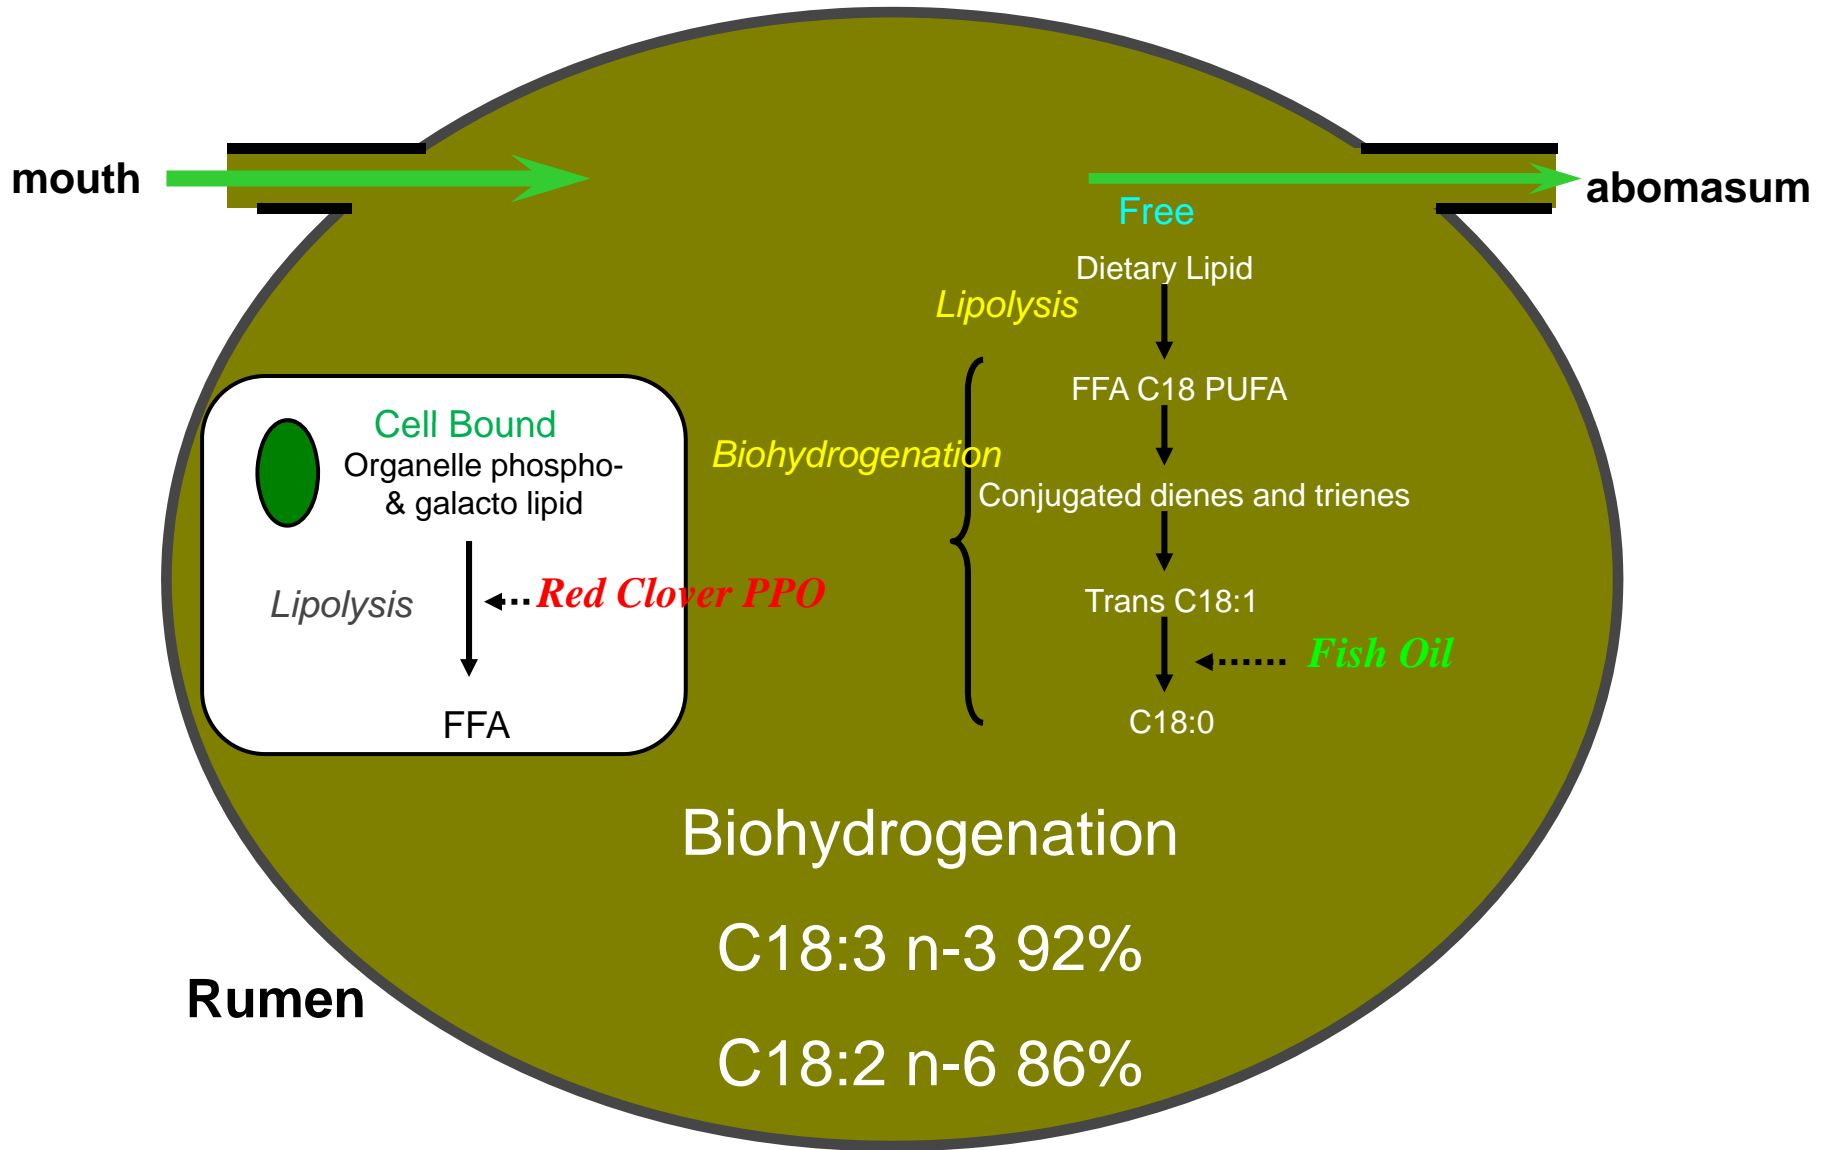 mouth
abomasum
Free
Dietary Lipid
Lipolysis
FFA C18 PUFA
Biohydrogenation
Conjugated dienes and trienes
Trans C18:1
Fish Oil
C18:0
Cell Bound
Organelle phospho-
& galacto lipid
Lipolysis
Red Clover PPO
FFA
Biohydrogenation
C18:3 n-3 92%
C18:2 n-6 86%
Rumen